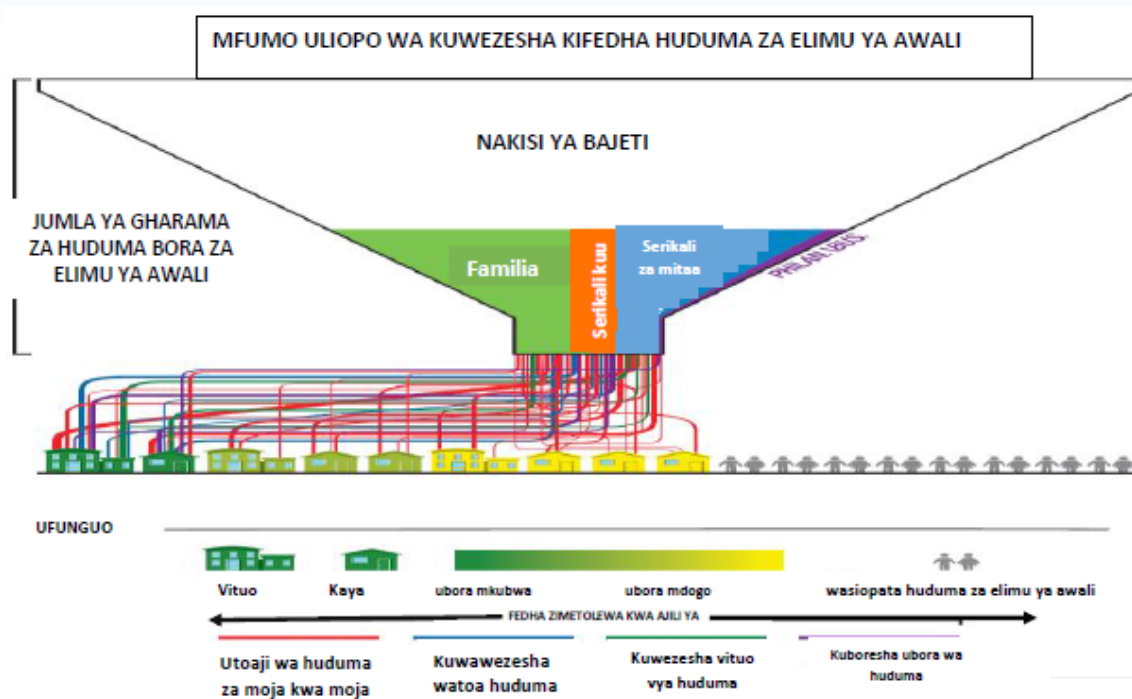 MFUMO ULIOPO WA KUWEZESHA KIFEDHA HUDUMA ZA ELIMU YA AWALI
NAKISI YA BAJETI
JUMLA YA GHARAMA
ZA HUDUMA BORA ZA
ELIMU YA AWALI
Familia
Serikali kuu
Serikali
za mitaa
PHILAN
UFUNGUO
Vituo
Kaya
ubora mkubwa
ubora mdogo
wasiopata huduma za elimu ya awali
FEDHA ZIMETOLEWA KWA AJILI YA
Utoaji wa huduma
za moja kwa moja
Kuwawezesha
watoa huduma
Kuwezesha vituo
vya huduma
Kuboresha ubora wa
huduma